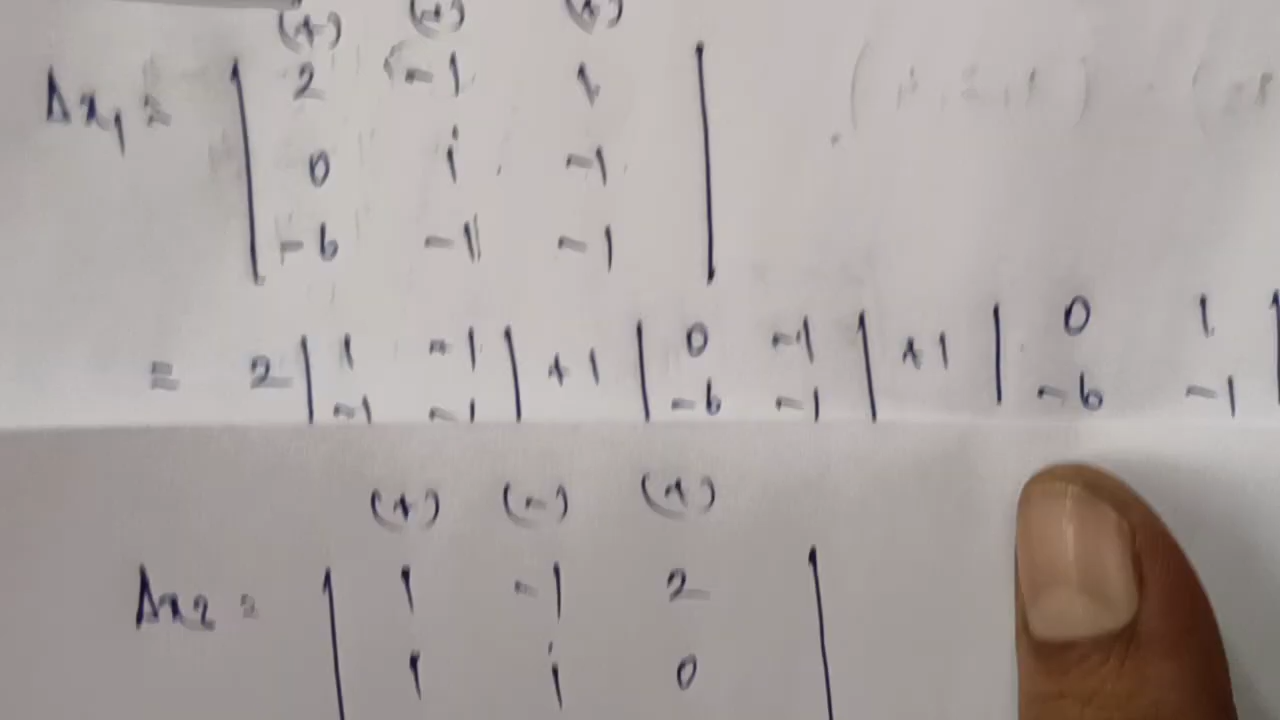 (+) (-) (+)
Δx₁ = | 2 -1 1 |
| 0 1 -1 |
| -6 -1 -1 |
= 2 | 1 -1 | +1 | 0 -1 | +1 | 0 1 |
| -1 -1 | | -6 -1 | | -6 -1 |
(+) (-) (+)
Δx₂ = | 1 -1 2 |
| 1 1 0 |